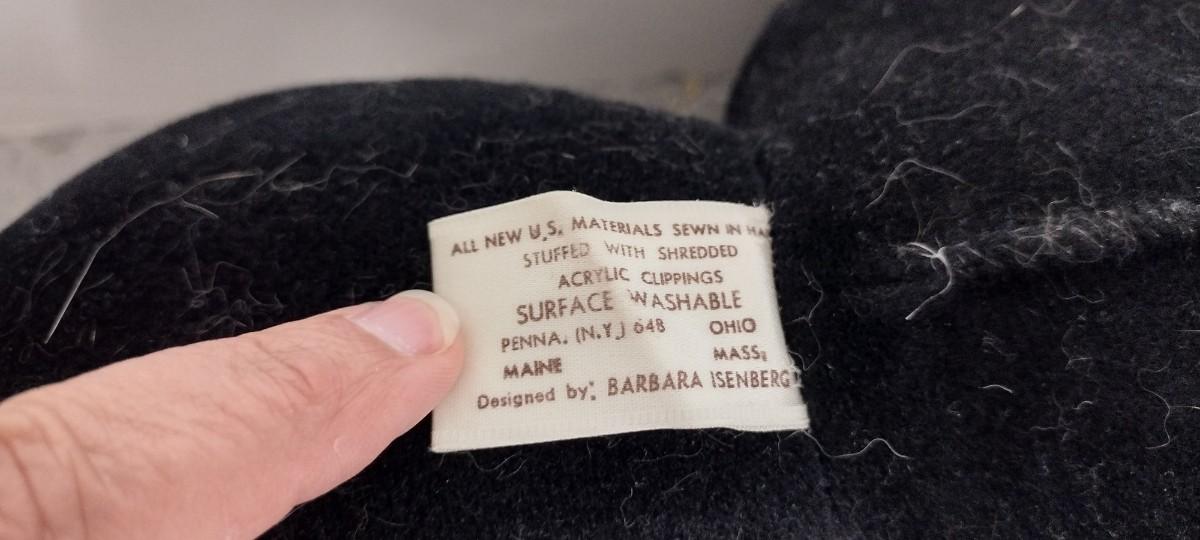 ALL NEW U.S. MATERIALS SEWN IN
STUFFED WITH SHREDDED
ACRYLIC CLIPPINGS
SURFACE WASHABLE
PENNA. (N.Y.) 648 OHIO
MAINE MASS.
Designed by: BARBARA ISENBERG